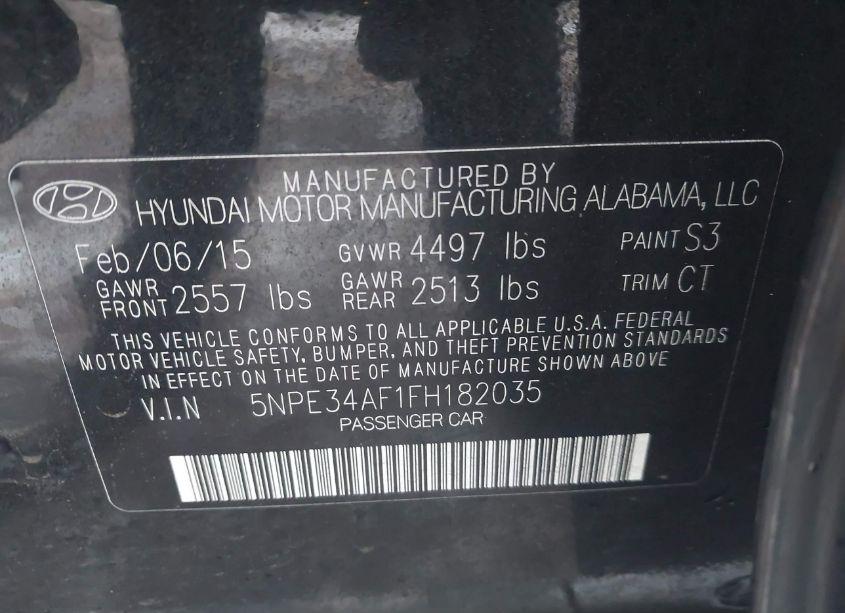 MANUFACTURED BY
HYUNDAI MOTOR MANUFACTURING ALABAMA, LLC
Feb/06/15 GVWR 4497 lbs PAINT S3
GAWR FRONT 2557 lbs GAWR REAR 2513 lbs TRIM CT
THIS VEHICLE CONFORMS TO ALL APPLICABLE U.S.A. FEDERAL
MOTOR VEHICLE SAFETY, BUMPER, AND THEFT PREVENTION STANDARDS
IN EFFECT ON THE DATE OF MANUFACTURE SHOWN ABOVE
V.I.N 5NPE34AF1FH182035
PASSENGER CAR